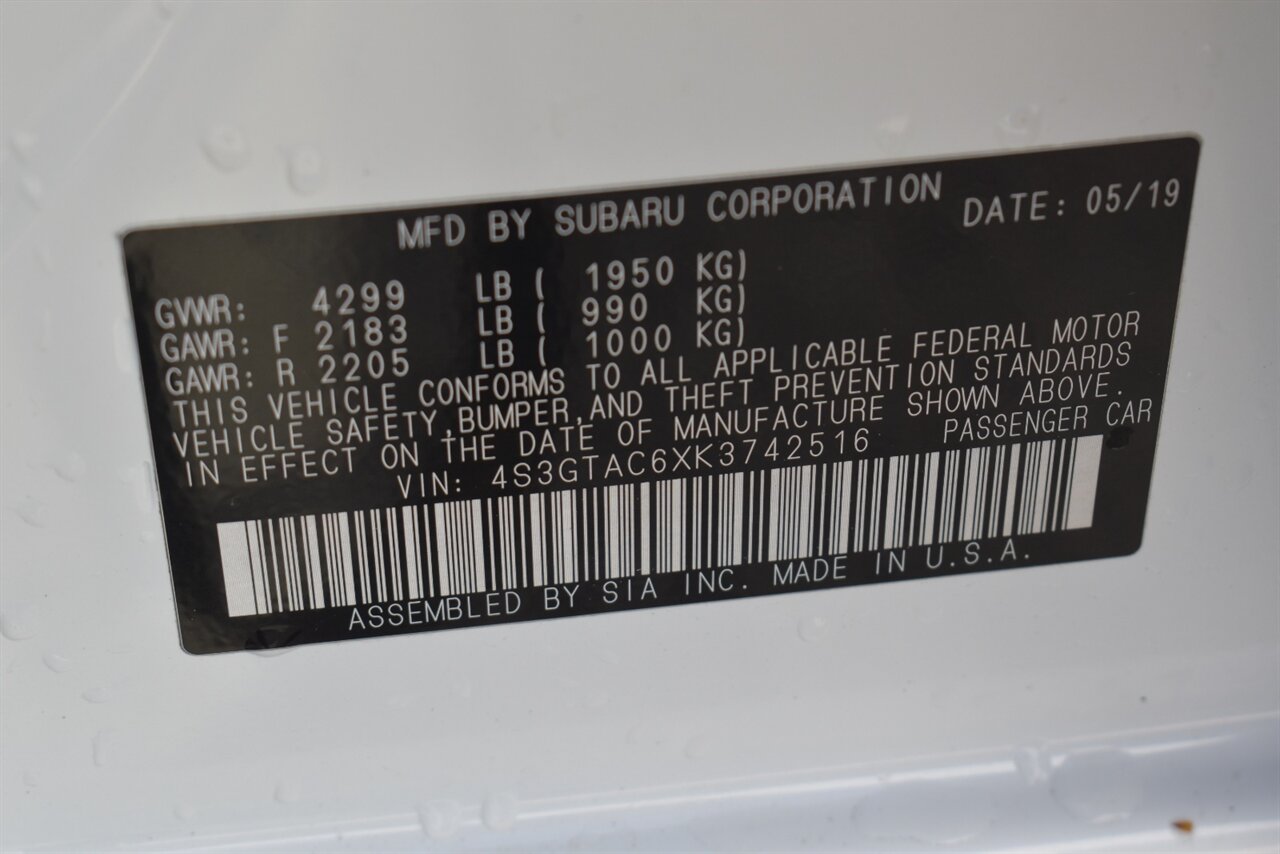 MFD BY SUBARU CORPORATION DATE: 05/19
GVWR: 4299 LB ( 1950 KG)
GAWR: F 2183 LB ( 990 KG)
GAWR: R 2205 LB ( 1000 KG)
THIS VEHICLE CONFORMS TO ALL APPLICABLE FEDERAL MOTOR
VEHICLE SAFETY,BUMPER,AND THEFT PREVENTION STANDARDS
IN EFFECT ON THE DATE OF MANUFACTURE SHOWN ABOVE.
VIN: 4S3GTAC6XK3742516 PASSENGER CAR
ASSEMBLED BY SIA INC. MADE IN U.S.A.